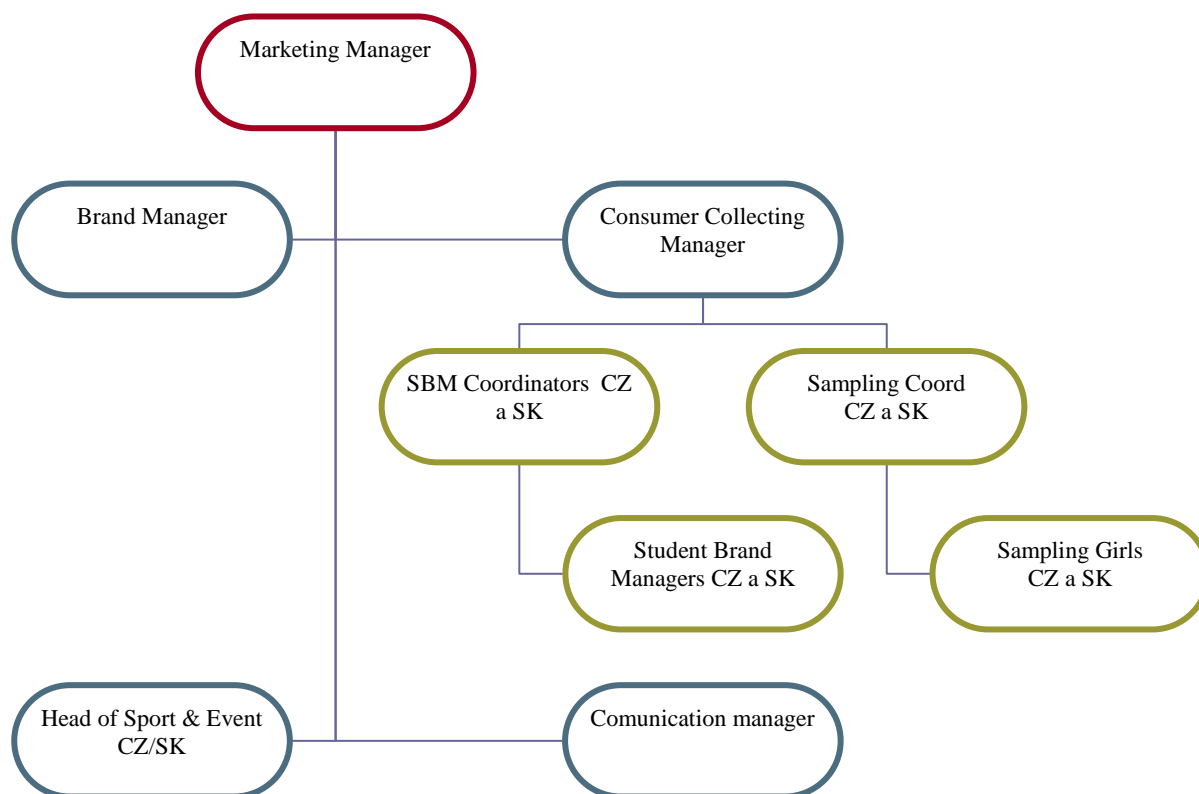 Marketing Manager
Brand Manager
Consumer Collecting
Manager
SBM Coordinators  CZ
a SK
Sampling Coord
CZ a SK
Student Brand
Managers CZ a SK
Sampling Girls
CZ a SK
Head of Sport & Event
CZ/SK
Comunication manager